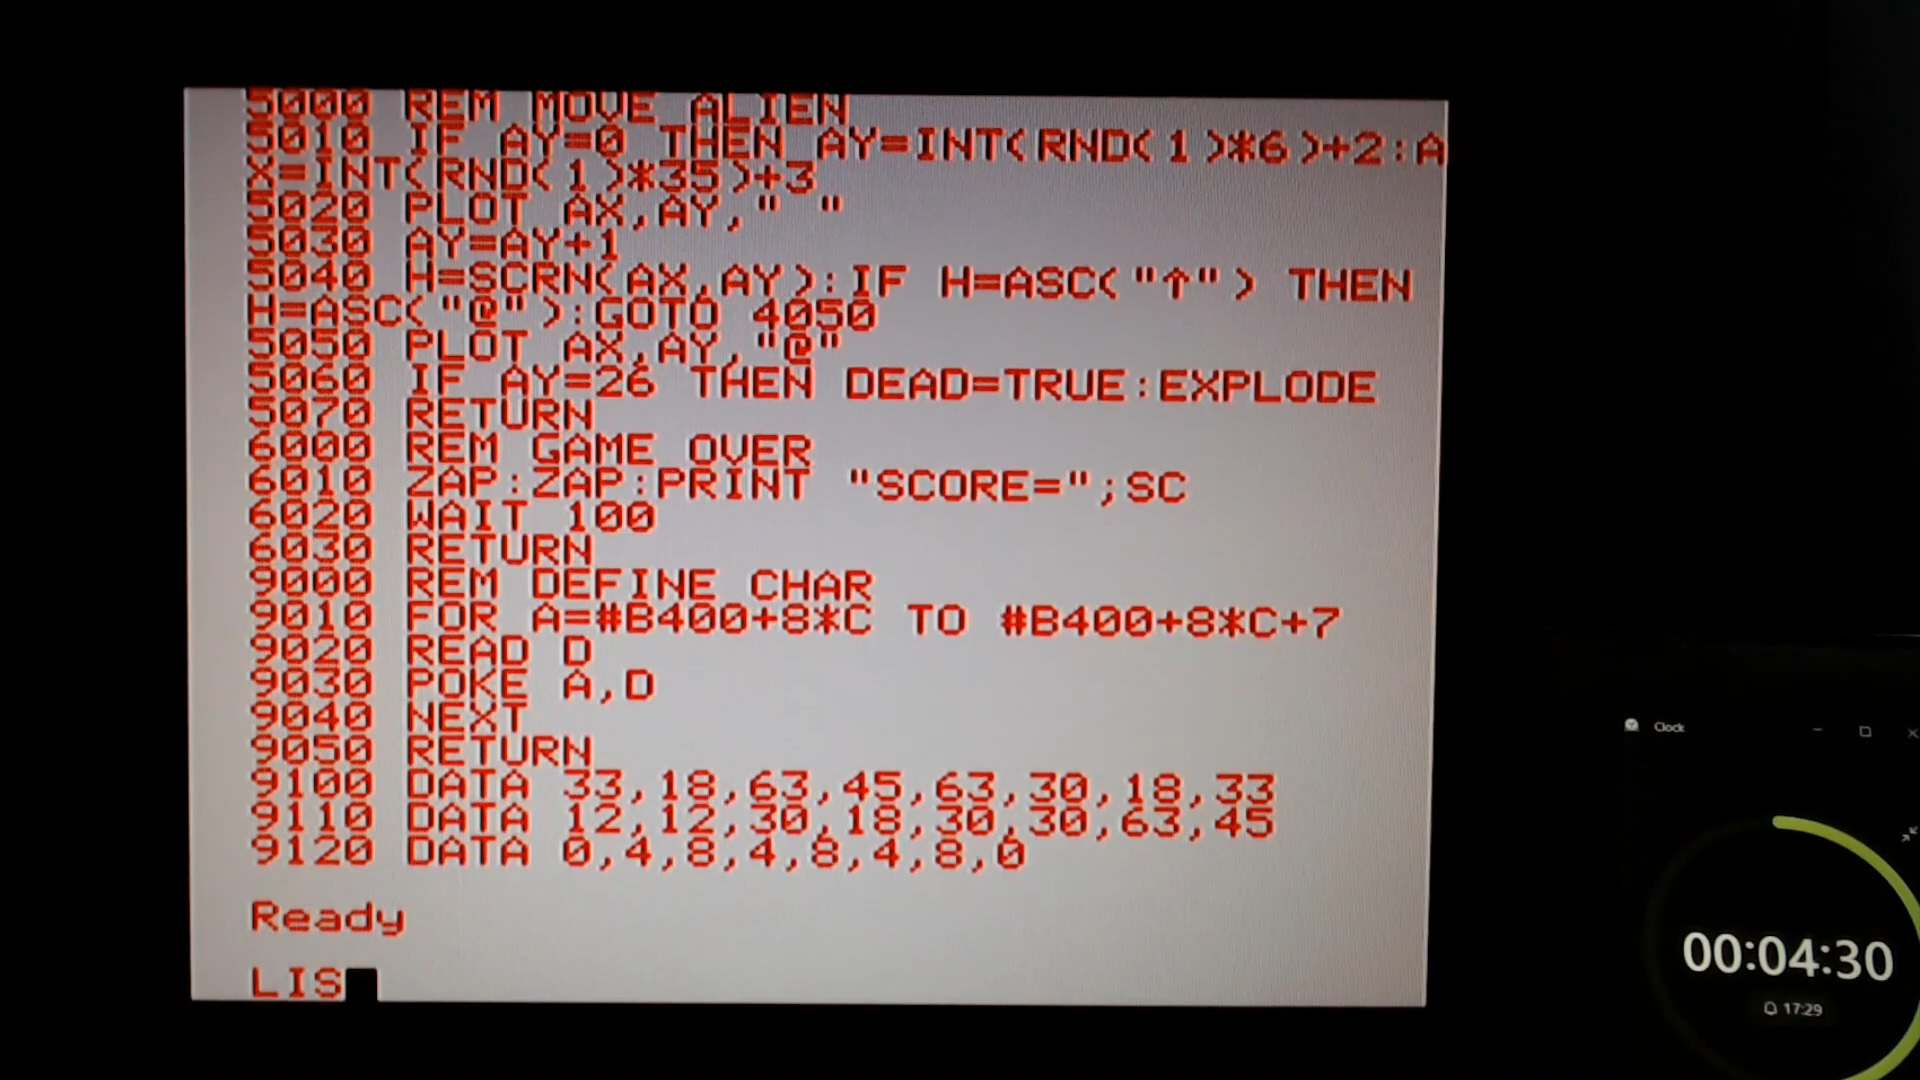 5000 REM MOVE ALIEN
5010 IF AY=0 THEN AY=INT(RND(1)*6)+2:A
X=INT(RND(1)*35)+3
5020 PLOT AX,AY," "
5030 AY=AY+1
5040 H=SCRN(AX,AY):IF H=ASC("↑") THEN
H=ASC("@"):GOTO 4050
5050 PLOT AX,AY,"@"
5060 IF AY=26 THEN DEAD=TRUE:EXPLODE
5070 RETURN
6000 REM GAME OVER
6010 ZAP:ZAP:PRINT "SCORE=";SC
6020 WAIT 100
6030 RETURN
9000 REM DEFINE CHAR
9010 FOR A=#B400+8*C TO #B400+8*C+7
9020 READ D
9030 POKE A,D
9040 NEXT
9050 RETURN
9100 DATA 33,18,63,45,63,30,18,33
9110 DATA 12,12,30,18,30,30,63,45
9120 DATA 0,4,8,4,8,4,8,0
Ready
LIS
Clock
00:04:30
17:29